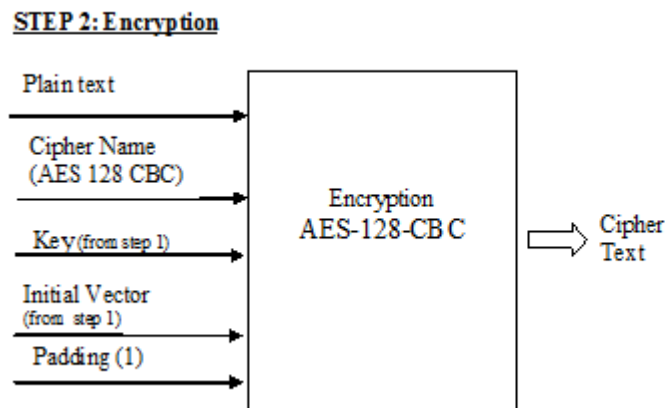 STEP 2: Encryption
Plain text
Cipher Name
(AES 128 CBC)
Key (from step 1)
Initial Vector
(from step 1)
Padding (1)
Encryption
AES-128-CBC
Cipher
Text